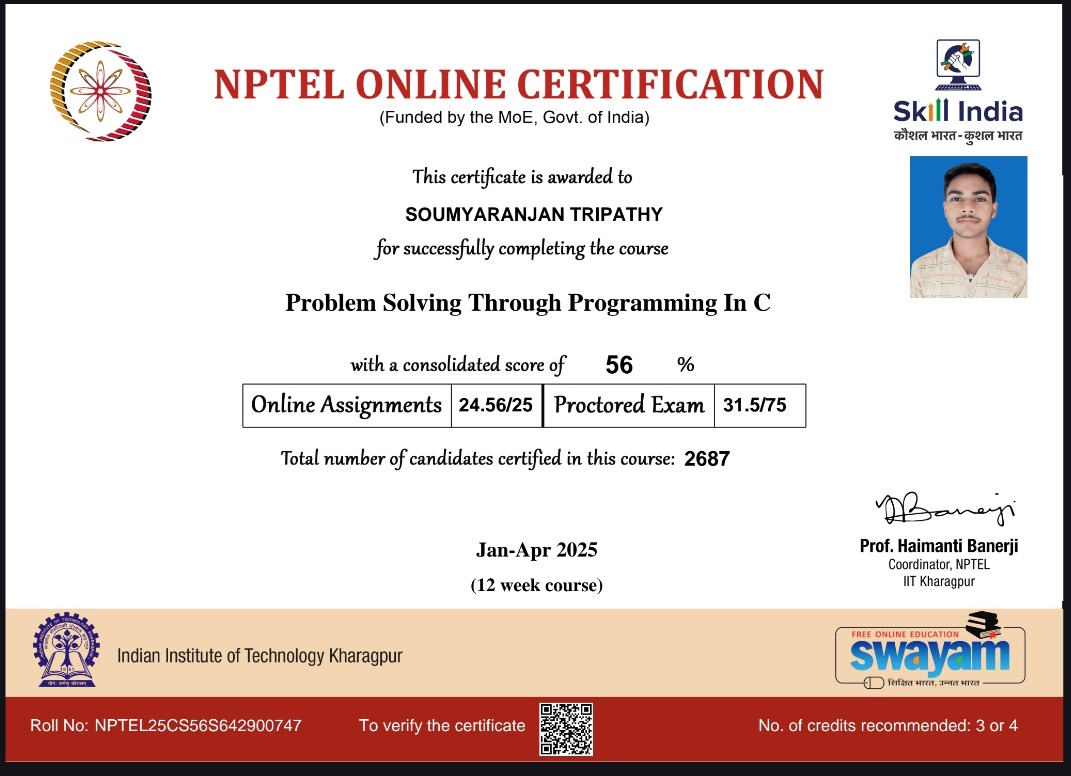 NPTEL ONLINE CERTIFICATION
(Funded by the MoE, Govt. of India)
Skill India
कौशल भारत - कुशल भारत
This certificate is awarded to
SOUMYARANJAN TRIPATHY
for successfully completing the course
Problem Solving Through Programming In C
with a consolidated score of 56 %
Online Assignments 24.56/25 Proctored Exam 31.5/75
Total number of candidates certified in this course: 2687
Jan-Apr 2025
(12 week course)
Banerji
Prof. Haimanti Banerji
Coordinator, NPTEL
IIT Kharagpur
Indian Institute of Technology Kharagpur
FREE ONLINE EDUCATION
swayam
शिक्षित भारत, उन्नत भारत
Roll No: NPTEL25CS56S642900747
To verify the certificate
No. of credits recommended: 3 or 4